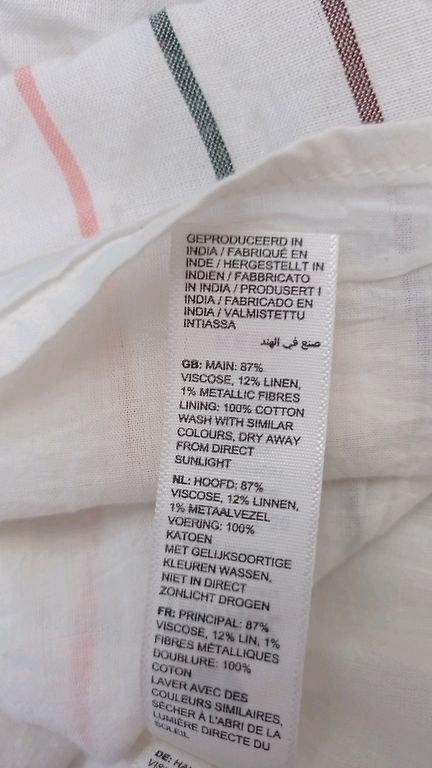 GEPRODUCEERD IN
INDIA / FABRIQUÉ EN
INDE / HERGESTELLT IN
INDIEN / FABBRICATO
IN INDIA / PRODUSERT I
INDIA / FABRICADO EN
INDIA / VALMISTETTU
INTIASSA
صنع في الهند
GB: MAIN: 87%
VISCOSE, 12% LINEN,
1% METALLIC FIBRES
LINING: 100% COTTON
WASH WITH SIMILAR
COLOURS, DRY AWAY
FROM DIRECT
SUNLIGHT
NL: HOOFD: 87%
VISCOSE, 12% LINNEN,
1% METAALVEZEL
VOERING: 100%
KATOEN
MET GELIJKSOORTIGE
KLEUREN WASSEN,
NIET IN DIRECT
ZONLICHT DROGEN
FR: PRINCIPAL: 87%
VISCOSE, 12% LIN, 1%
FIBRES MÉTALLIQUES
DOUBLURE: 100%
COTON
LAVER AVEC DES
COULEURS SIMILAIRES,
SÉCHER À L'ABRI DE LA
LUMIÈRE DIRECTE DU
SOLEIL
DE: